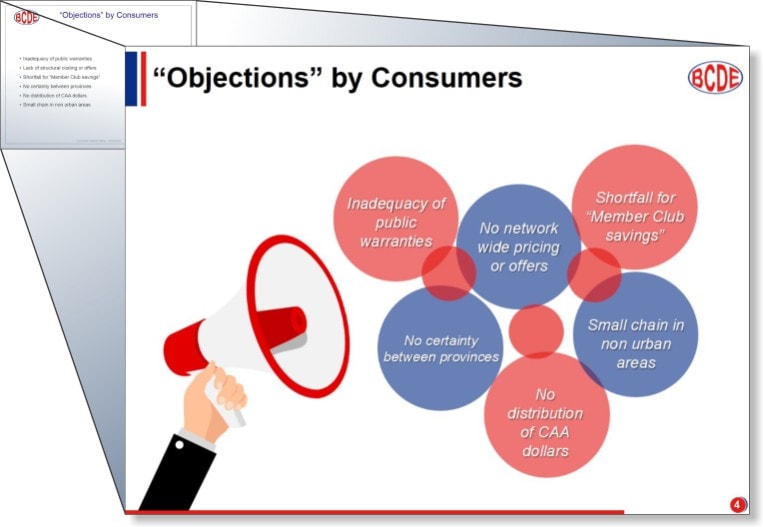 BCDE
"Objections" by Consumers
• Inadequacy of public warranties
• Lack of structural costing or offers
• Shortfall for "Member Club savings"
• No certainty between provinces
• No distribution of CAA dollars.
• Small chain in non urban areas
“Objections” by Consumers
BCDE
Inadequacy of
public
warranties
No network
wide pricing
or offers
Shortfall for
“Member Club
savings”
No certainty
between provinces
Small chain in
non urban
areas
No
distribution
of CAA
dollars
4